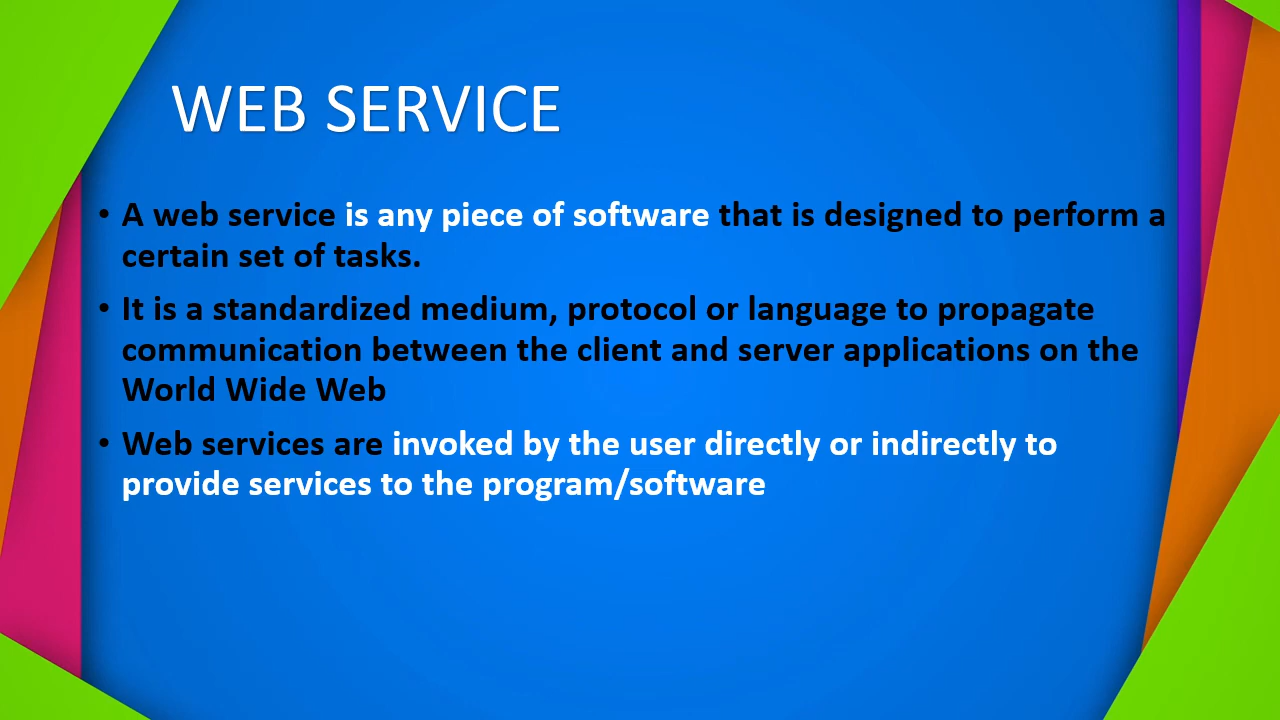 WEB SERVICE
• A web service is any piece of software that is designed to perform a
certain set of tasks.
• It is a standardized medium, protocol or language to propagate
communication between the client and server applications on the
World Wide Web
• Web services are invoked by the user directly or indirectly to
provide services to the program/software